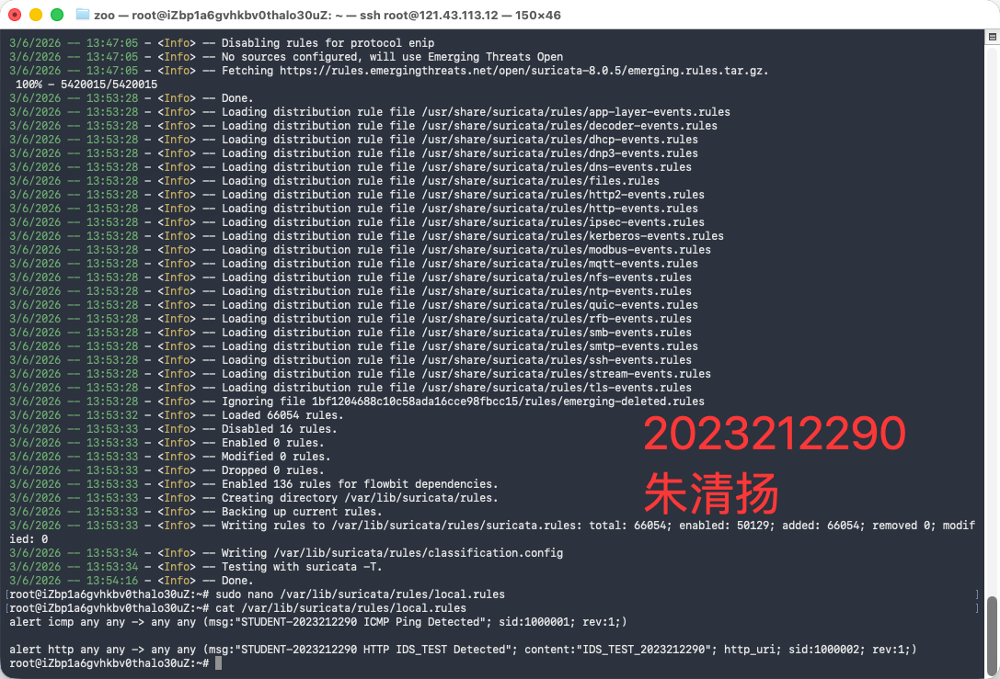 zoo — root@iZbp1a6gvhkbv0thalo30uZ: ~ — ssh root@121.43.113.12 — 150×46
3/6/2026 -- 13:47:05 - <Info> -- Disabling rules for protocol enip
3/6/2026 -- 13:47:05 - <Info> -- No sources configured, will use Emerging Threats Open
3/6/2026 -- 13:47:05 - <Info> -- Fetching https://rules.emergingthreats.net/open/suricata-8.0.5/emerging.rules.tar.gz.
100% - 5420015/5420015
3/6/2026 -- 13:53:28 - <Info> -- Done.
3/6/2026 -- 13:53:28 - <Info> -- Loading distribution rule file /usr/share/suricata/rules/app-layer-events.rules
3/6/2026 -- 13:53:28 - <Info> -- Loading distribution rule file /usr/share/suricata/rules/decoder-events.rules
3/6/2026 -- 13:53:28 - <Info> -- Loading distribution rule file /usr/share/suricata/rules/dhcp-events.rules
3/6/2026 -- 13:53:28 - <Info> -- Loading distribution rule file /usr/share/suricata/rules/dnp3-events.rules
3/6/2026 -- 13:53:28 - <Info> -- Loading distribution rule file /usr/share/suricata/rules/dns-events.rules
3/6/2026 -- 13:53:28 - <Info> -- Loading distribution rule file /usr/share/suricata/rules/files.rules
3/6/2026 -- 13:53:28 - <Info> -- Loading distribution rule file /usr/share/suricata/rules/http2-events.rules
3/6/2026 -- 13:53:28 - <Info> -- Loading distribution rule file /usr/share/suricata/rules/http-events.rules
3/6/2026 -- 13:53:28 - <Info> -- Loading distribution rule file /usr/share/suricata/rules/ipsec-events.rules
3/6/2026 -- 13:53:28 - <Info> -- Loading distribution rule file /usr/share/suricata/rules/kerberos-events.rules
3/6/2026 -- 13:53:28 - <Info> -- Loading distribution rule file /usr/share/suricata/rules/modbus-events.rules
3/6/2026 -- 13:53:28 - <Info> -- Loading distribution rule file /usr/share/suricata/rules/mqtt-events.rules
3/6/2026 -- 13:53:28 - <Info> -- Loading distribution rule file /usr/share/suricata/rules/nfs-events.rules
3/6/2026 -- 13:53:28 - <Info> -- Loading distribution rule file /usr/share/suricata/rules/ntp-events.rules
3/6/2026 -- 13:53:28 - <Info> -- Loading distribution rule file /usr/share/suricata/rules/quic-events.rules
3/6/2026 -- 13:53:28 - <Info> -- Loading distribution rule file /usr/share/suricata/rules/rfb-events.rules
3/6/2026 -- 13:53:28 - <Info> -- Loading distribution rule file /usr/share/suricata/rules/smb-events.rules
3/6/2026 -- 13:53:28 - <Info> -- Loading distribution rule file /usr/share/suricata/rules/smtp-events.rules
3/6/2026 -- 13:53:28 - <Info> -- Loading distribution rule file /usr/share/suricata/rules/ssh-events.rules
3/6/2026 -- 13:53:28 - <Info> -- Loading distribution rule file /usr/share/suricata/rules/stream-events.rules
3/6/2026 -- 13:53:28 - <Info> -- Loading distribution rule file /usr/share/suricata/rules/tls-events.rules
3/6/2026 -- 13:53:28 - <Info> -- Ignoring file 1bf1204688c10c58ada16cce98fbcc15/rules/emerging-deleted.rules
3/6/2026 -- 13:53:32 - <Info> -- Loaded 66054 rules.
3/6/2026 -- 13:53:33 - <Info> -- Disabled 16 rules.
3/6/2026 -- 13:53:33 - <Info> -- Enabled 0 rules.
3/6/2026 -- 13:53:33 - <Info> -- Modified 0 rules.
3/6/2026 -- 13:53:33 - <Info> -- Dropped 0 rules.
3/6/2026 -- 13:53:33 - <Info> -- Enabled 136 rules for flowbit dependencies.
3/6/2026 -- 13:53:33 - <Info> -- Creating directory /var/lib/suricata/rules.
3/6/2026 -- 13:53:33 - <Info> -- Backing up current rules.
3/6/2026 -- 13:53:33 - <Info> -- Writing rules to /var/lib/suricata/rules/suricata.rules: total: 66054; enabled: 50129; added: 66054; removed 0; modif
ied: 0
3/6/2026 -- 13:53:34 - <Info> -- Writing /var/lib/suricata/rules/classification.config
3/6/2026 -- 13:53:34 - <Info> -- Testing with suricata -T.
3/6/2026 -- 13:54:16 - <Info> -- Done.
[root@iZbp1a6gvhkbv0thalo30uZ:~# sudo nano /var/lib/suricata/rules/local.rules ]
[root@iZbp1a6gvhkbv0thalo30uZ:~# cat /var/lib/suricata/rules/local.rules ]
alert icmp any any -> any any (msg:"STUDENT-2023212290 ICMP Ping Detected"; sid:1000001; rev:1;)
alert http any any -> any any (msg:"STUDENT-2023212290 HTTP IDS_TEST Detected"; content:"IDS_TEST_2023212290"; http_uri; sid:1000002; rev:1;)
root@iZbp1a6gvhkbv0thalo30uZ:~#
2023212290
朱清扬